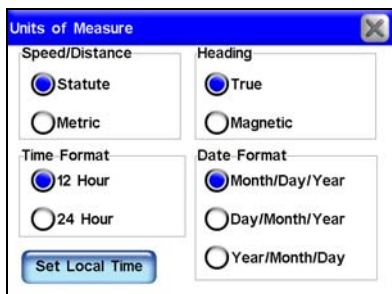 Units of Measure
Speed/Distance
Statute
Metric
Heading
True
Magnetic
Time Format
12 Hour
24 Hour
Date Format
Month/Day/Year
Day/Month/Year
Year/Month/Day
Set Local Time